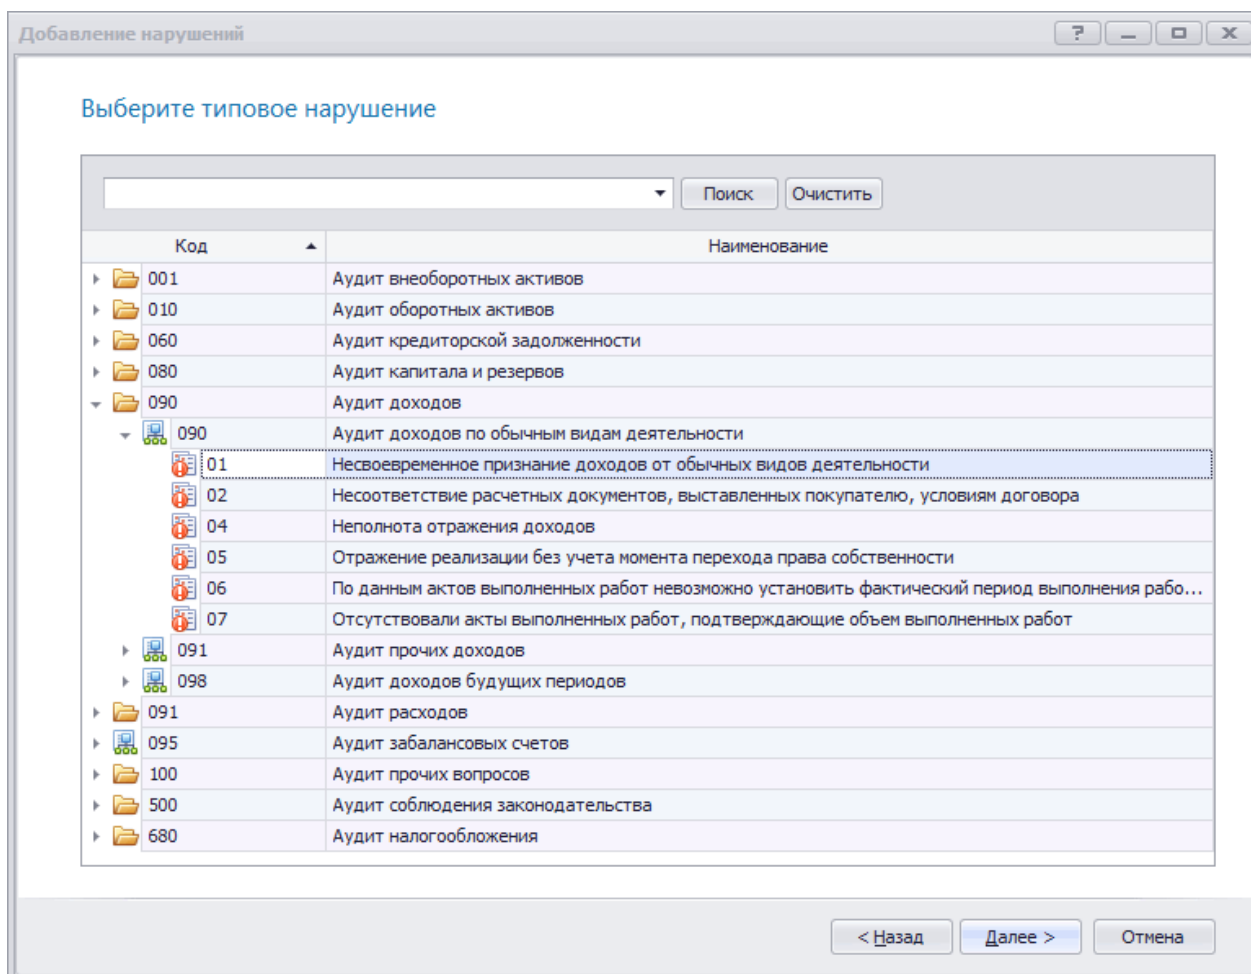 Добавление нарушений
Выберите типовое нарушение
Поиск Очистить
Код Наименование
001 Аудит внеоборотных активов
010 Аудит оборотных активов
060 Аудит кредиторской задолженности
080 Аудит капитала и резервов
090 Аудит доходов
090 Аудит доходов по обычным видам деятельности
01 Несвоевременное признание доходов от обычных видов деятельности
02 Несоответствие расчетных документов, выставленных покупателю, условиям договора
04 Неполнота отражения доходов
05 Отражение реализации без учета момента перехода права собственности
06 По данным актов выполненных работ невозможно установить фактический период выполнения рабо...
07 Отсутствовали акты выполненных работ, подтверждающие объем выполненных работ
091 Аудит прочих доходов
098 Аудит доходов будущих периодов
091 Аудит расходов
095 Аудит забалансовых счетов
100 Аудит прочих вопросов
500 Аудит соблюдения законодательства
680 Аудит налогообложения
< Назад Далее > Отмена